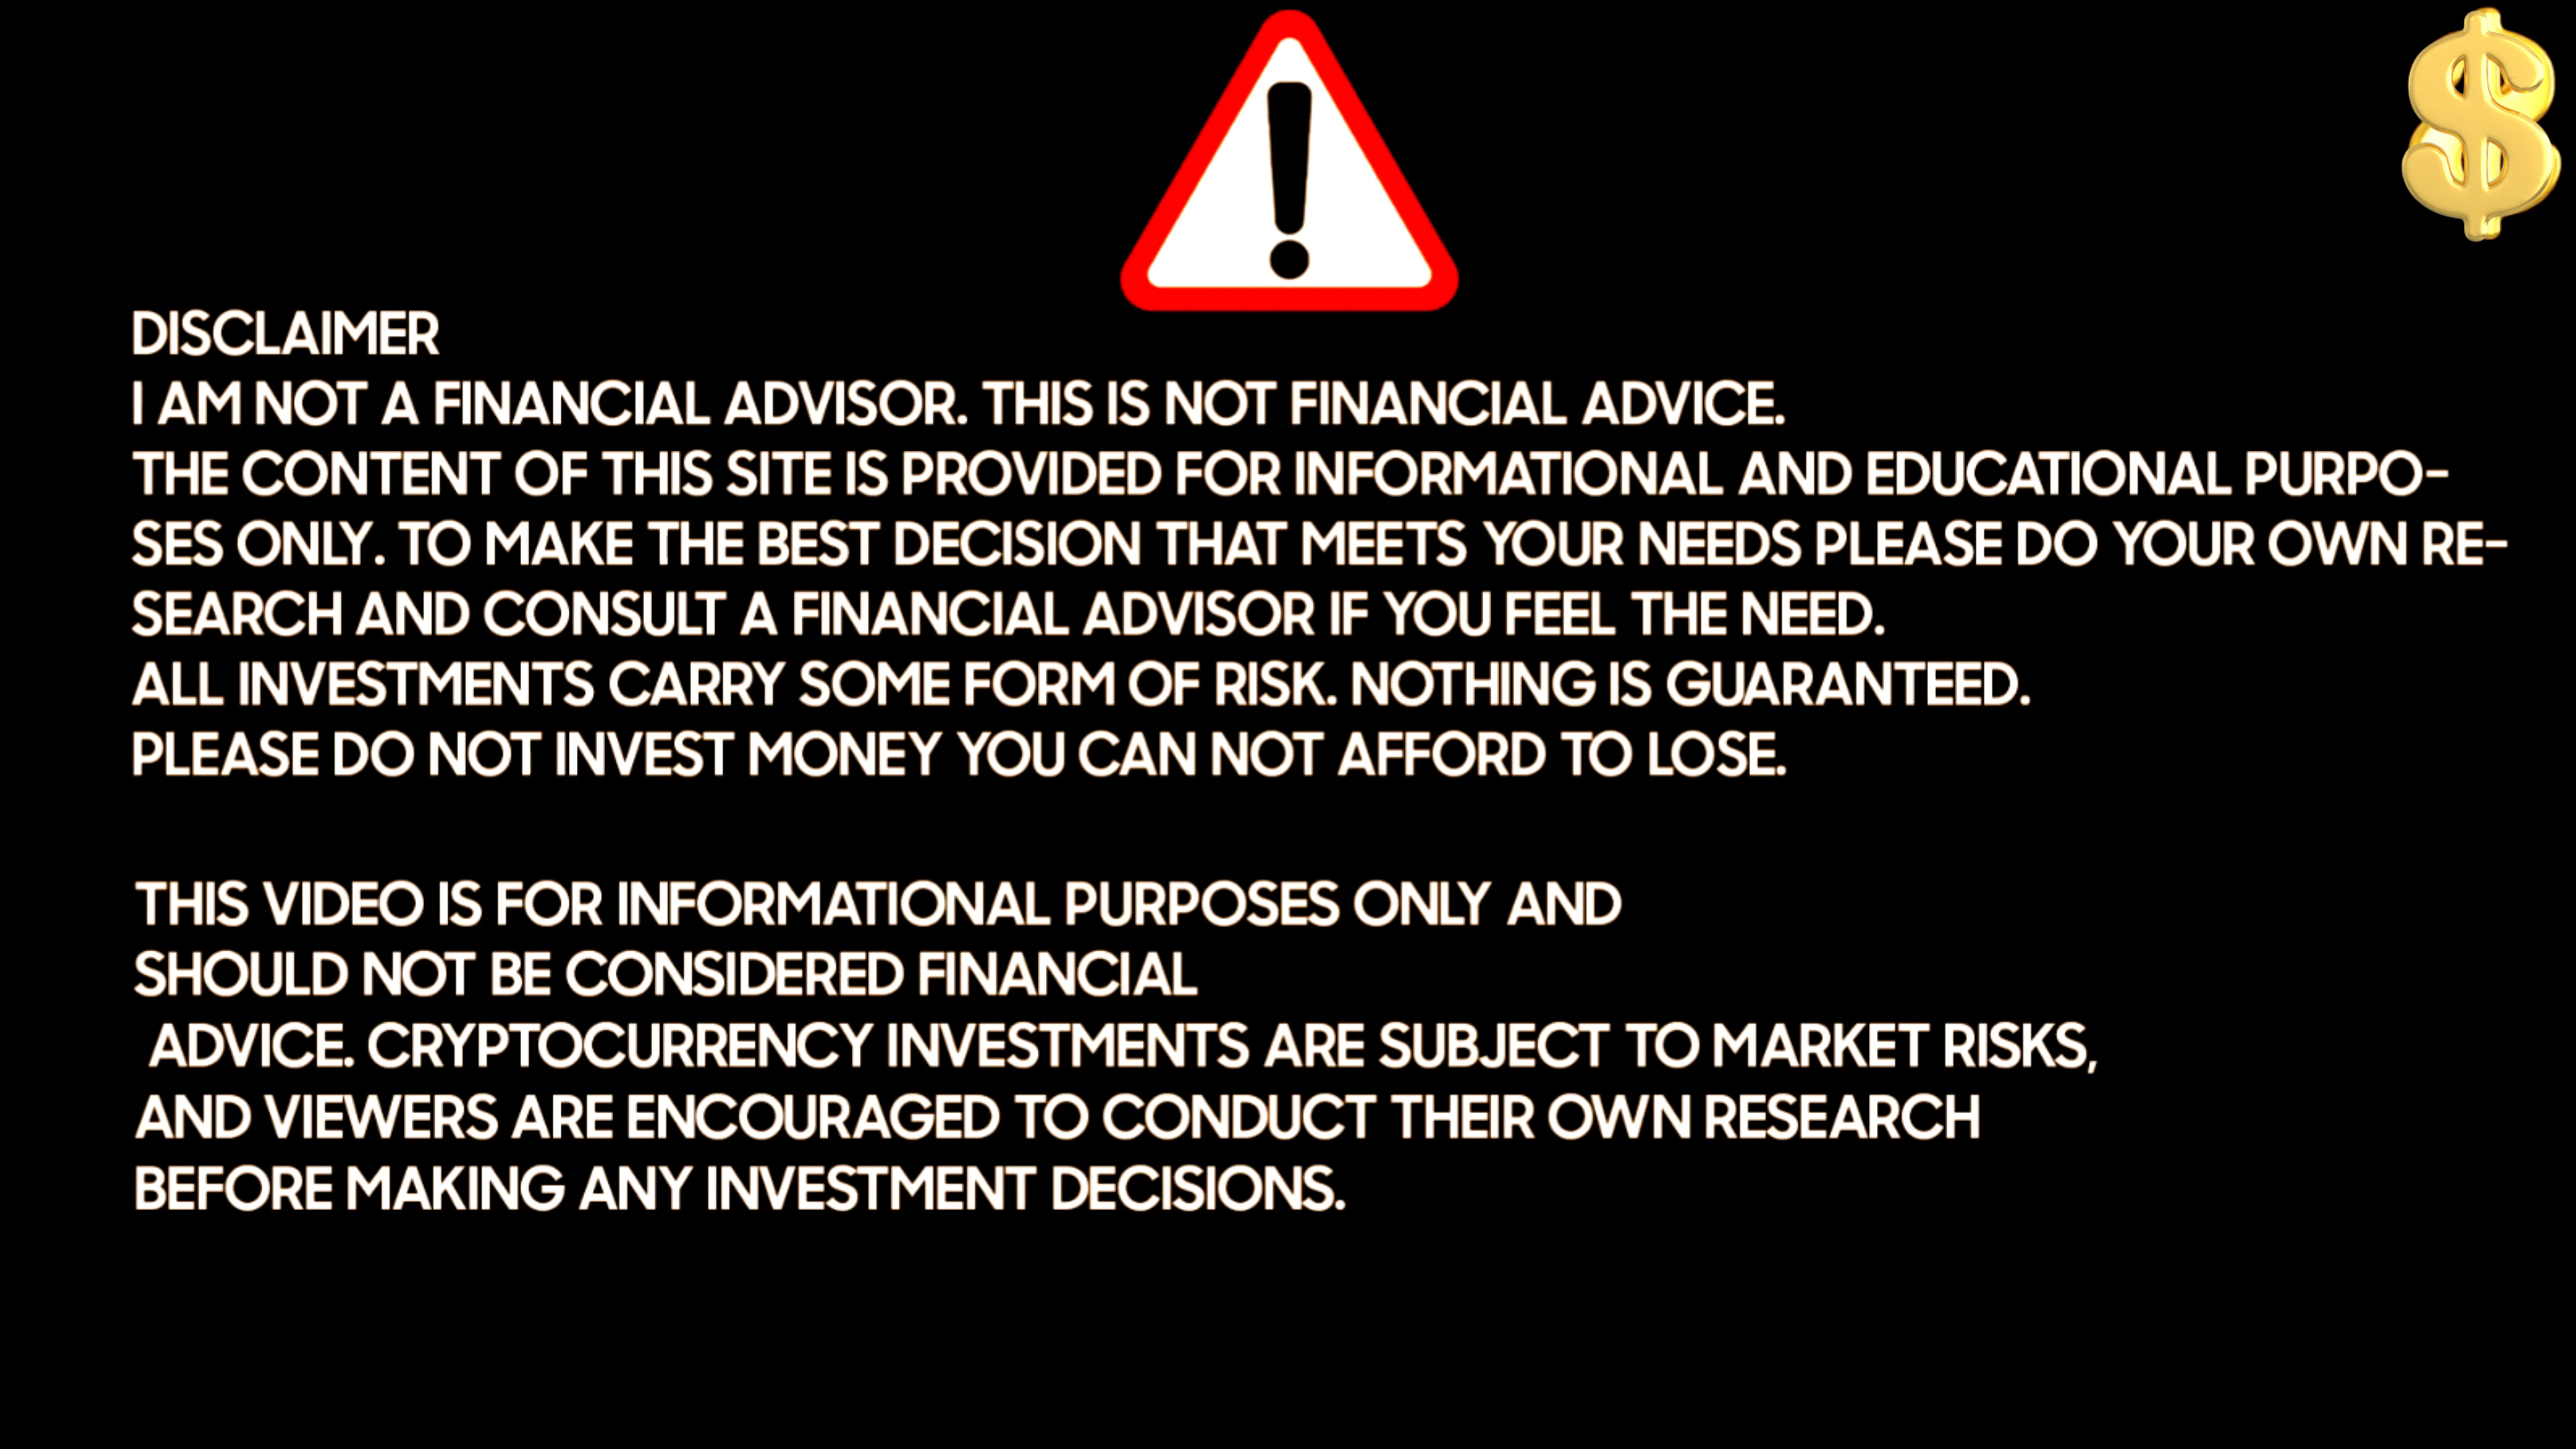 DISCLAIMER
I AM NOT A FINANCIAL ADVISOR. THIS IS NOT FINANCIAL ADVICE.
THE CONTENT OF THIS SITE IS PROVIDED FOR INFORMATIONAL AND EDUCATIONAL PURPO-
SES ONLY. TO MAKE THE BEST DECISION THAT MEETS YOUR NEEDS PLEASE DO YOUR OWN RE-
SEARCH AND CONSULT A FINANCIAL ADVISOR IF YOU FEEL THE NEED.
ALL INVESTMENTS CARRY SOME FORM OF RISK. NOTHING IS GUARANTEED.
PLEASE DO NOT INVEST MONEY YOU CAN NOT AFFORD TO LOSE.
THIS VIDEO IS FOR INFORMATIONAL PURPOSES ONLY AND
SHOULD NOT BE CONSIDERED FINANCIAL
ADVICE. CRYPTOCURRENCY INVESTMENTS ARE SUBJECT TO MARKET RISKS,
AND VIEWERS ARE ENCOURAGED TO CONDUCT THEIR OWN RESEARCH
BEFORE MAKING ANY INVESTMENT DECISIONS.